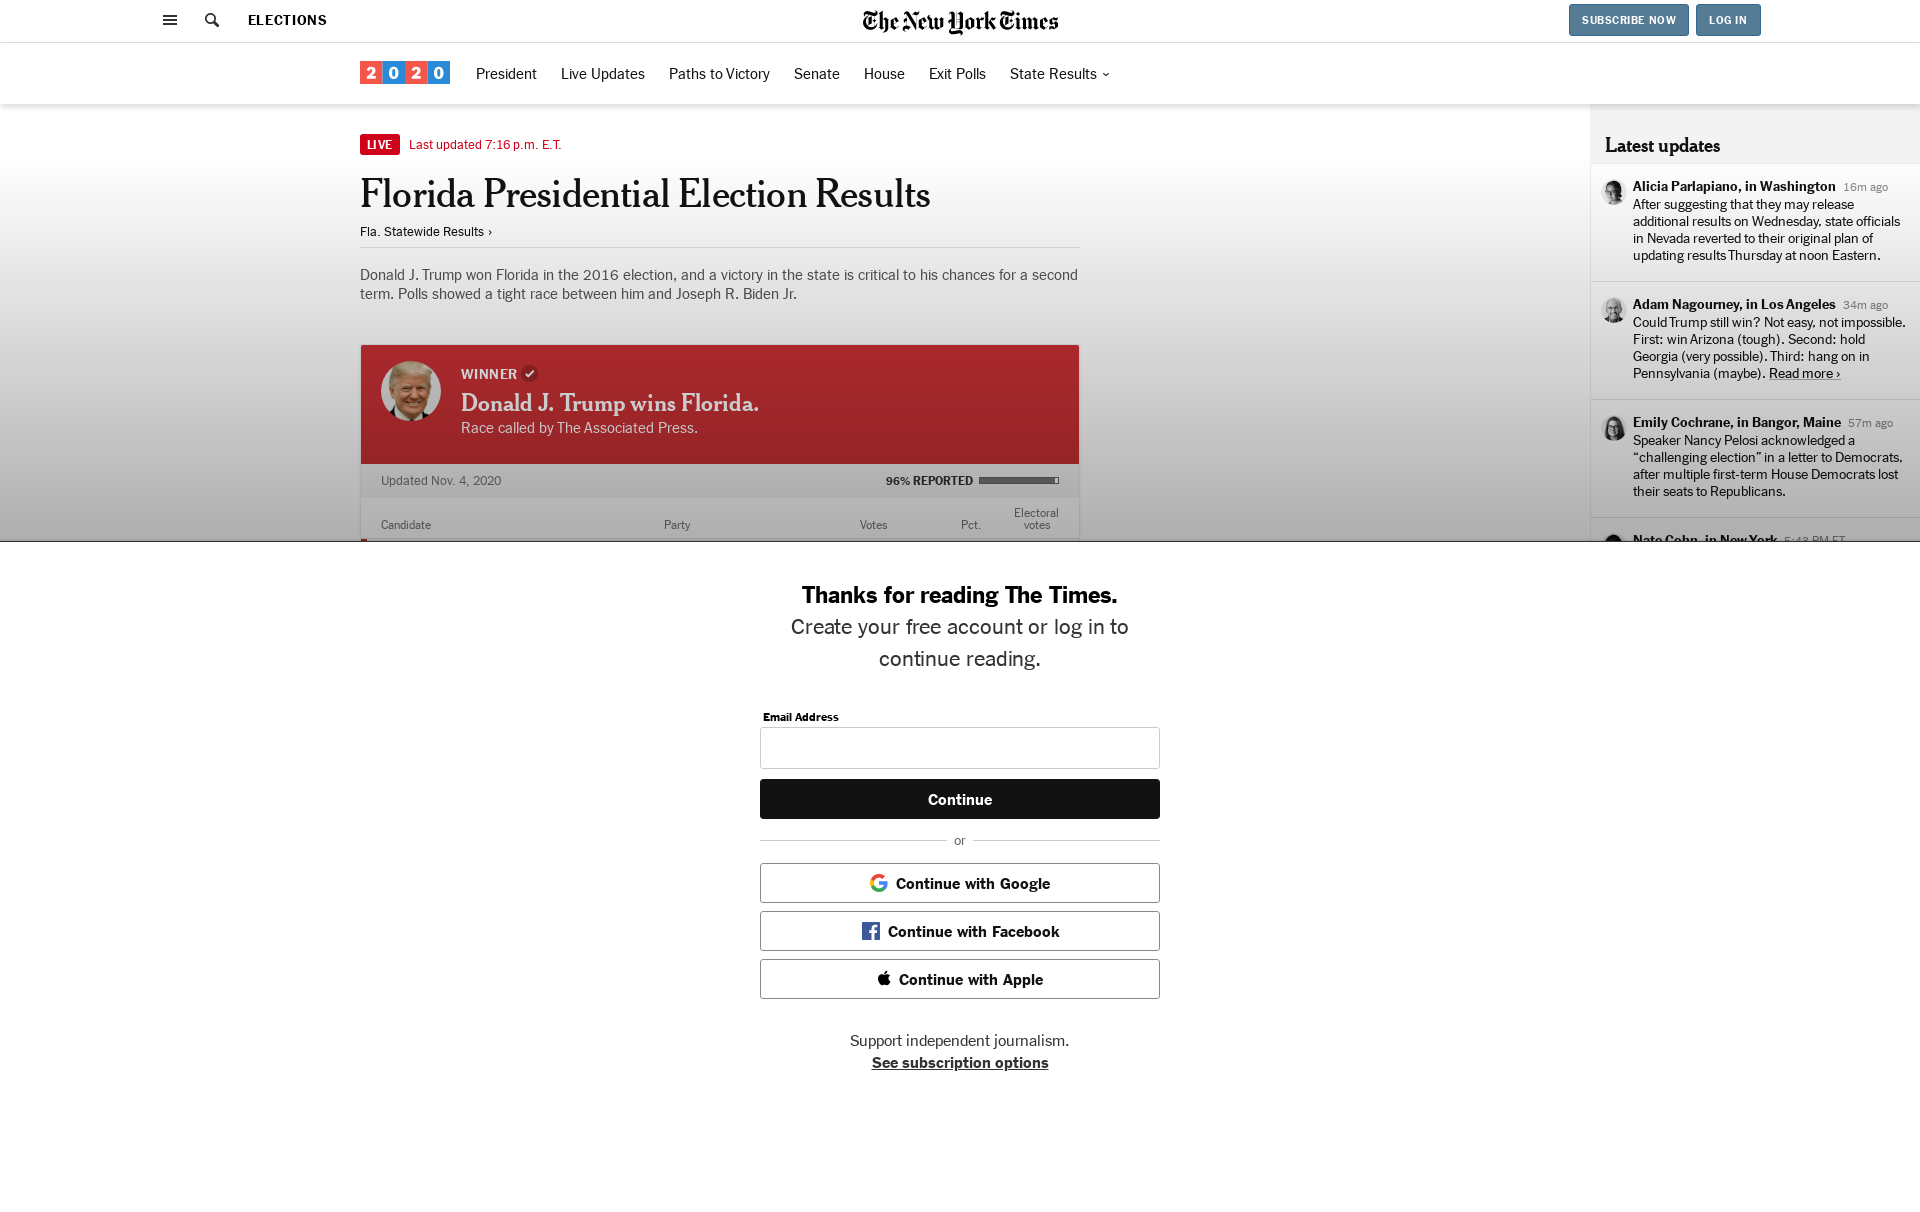 ELECTIONS
The New York Times
SUBSCRIBE NOW
LOG IN
2020
President
Live Updates
Paths to Victory
Senate
House
Exit Polls
State Results
LIVE
Last updated 7:16 p.m. E.T.
Florida Presidential Election Results
Fla. Statewide Results ›
Donald J. Trump won Florida in the 2016 election, and a victory in the state is critical to his chances for a second
term. Polls showed a tight race between him and Joseph R. Biden Jr.
WINNER
Donald J. Trump wins Florida.
Race called by The Associated Press.
Updated Nov. 4, 2020
96% REPORTED
Candidate
Party
Votes
Pct.
Electoral
votes
Latest updates
Alicia Parlapiano, in Washington 16m ago
After suggesting that they may release
additional results on Wednesday, state officials
in Nevada reverted to their original plan of
updating results Thursday at noon Eastern.
Adam Nagourney, in Los Angeles 34m ago
Could Trump still win? Not easy, not impossible.
First: win Arizona (tough). Second: hold
Georgia (very possible). Third: hang on in
Pennsylvania (maybe). Read more ›
Emily Cochrane, in Bangor, Maine 57m ago
Speaker Nancy Pelosi acknowledged a
“challenging election” in a letter to Democrats,
after multiple first-term House Democrats lost
their seats to Republicans.
Nate Cohn, in New York 5:43 PM ET
Thanks for reading The Times.
Create your free account or log in to
continue reading.
Email Address
Continue
or
Continue with Google
Continue with Facebook
Continue with Apple
Support independent journalism.
See subscription options